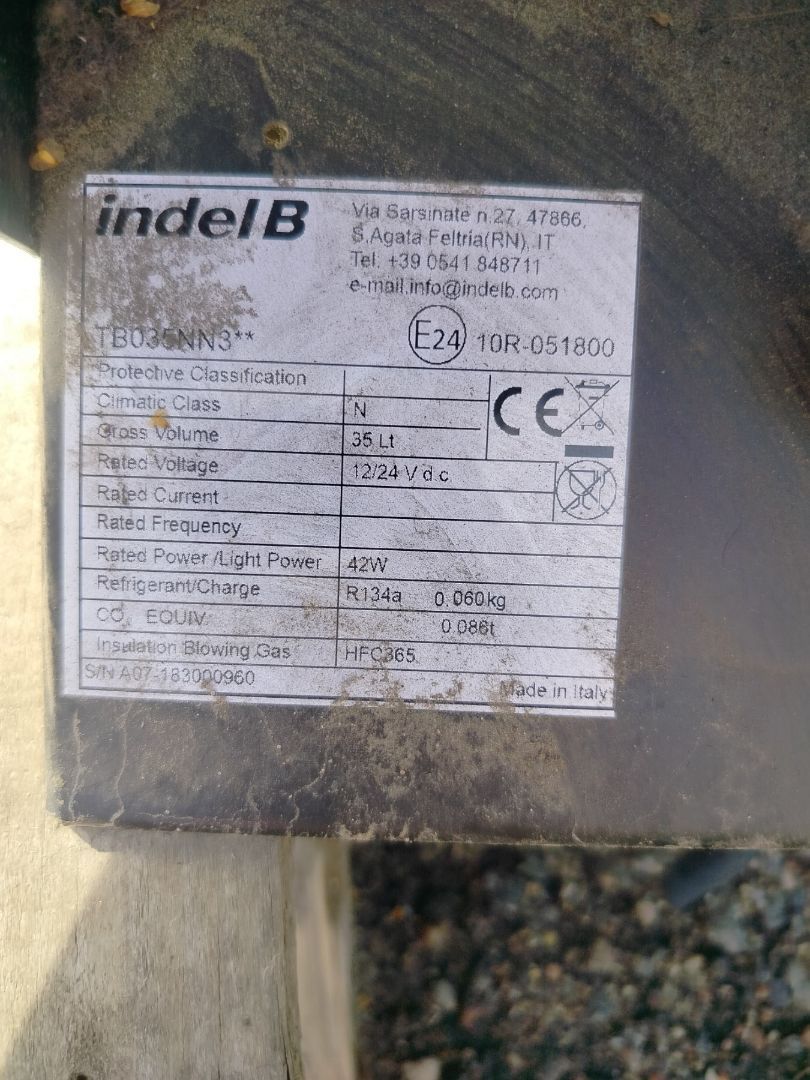 indelB
Via Sarsinate n.27, 47866,
S.Agata Feltria(RN), IT
Tel. +39 0541 848711
e-mail.info@indelb.com
TB035NN3**
E24 10R-051800
Protective Classification
Climatic Class N
CE
Gross Volume 35 Lt
Rated Voltage 12/24 V d c
Rated Current
Rated Frequency
Rated Power /Light Power 42W
Refrigerant/Charge R134a 0.060kg
CO2 EQUIV. 0.086t
Insulation Blowing Gas HFC365
S/N A07-183000960
Made in Italy